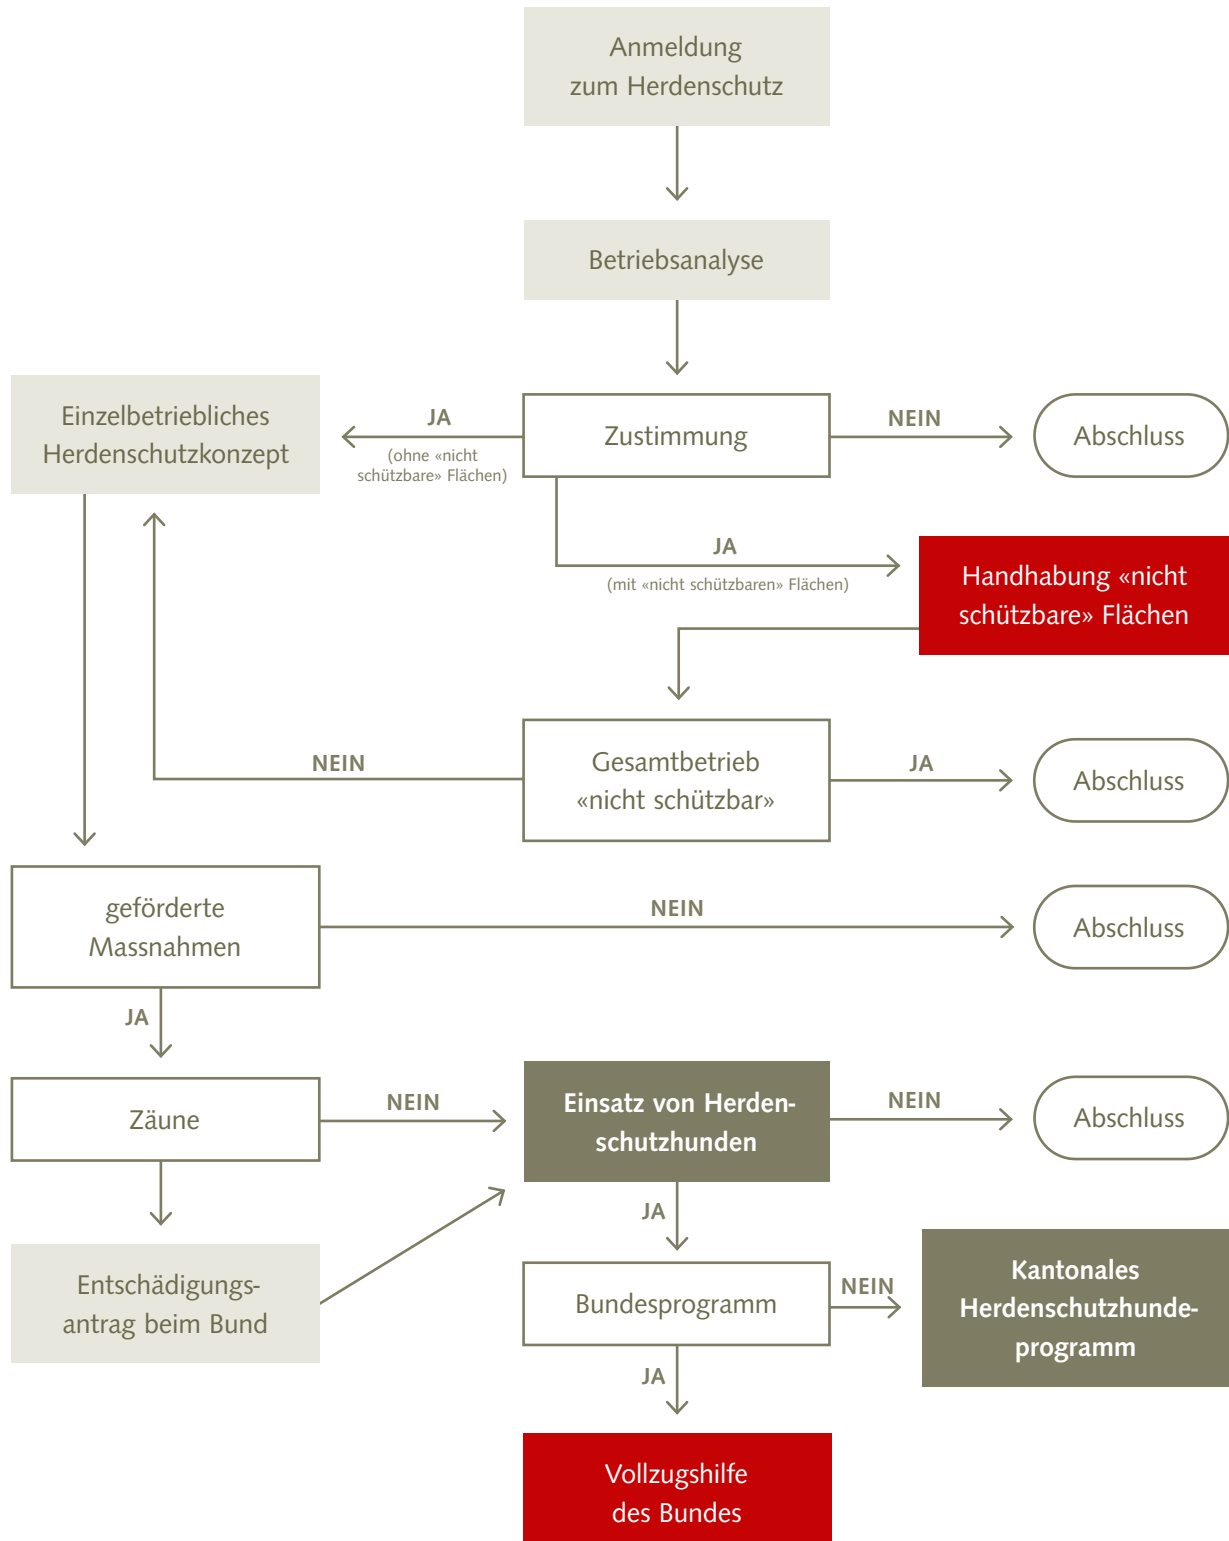 Anmeldung
zum Herdenschutz
Betriebsanalyse
Einzelbetriebliches
Herdenschutzkonzept
JA
(ohne «nicht
schützbare» Flächen)
Zustimmung
NEIN
Abschluss
JA
(mit «nicht schützbaren» Flächen)
Handhabung «nicht
schützbare» Flächen
NEIN
Gesamtbetrieb
«nicht schützbar»
JA
Abschluss
geförderte
Massnahmen
NEIN
Abschluss
JA
Zäune
NEIN
Einsatz von Herden-
schutzhunden
NEIN
Abschluss
JA
Entschädigungs-
antrag beim Bund
Bundesprogramm
NEIN
Kantonales
Herdenschutzhunde-
programm
JA
Vollzugshilfe
des Bundes